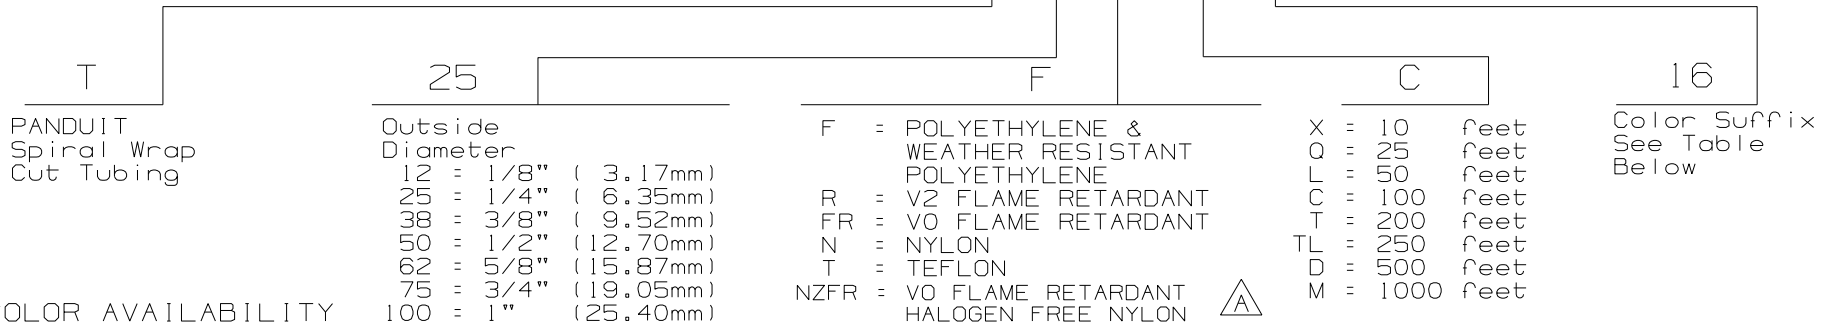 T
PANDUIT
Spiral Wrap
Cut Tubing
25
Outside
Diameter
12 = 1/8" ( 3.17mm)
25 = 1/4" ( 6.35mm)
38 = 3/8" ( 9.52mm)
50 = 1/2" (12.70mm)
62 = 5/8" (15.87mm)
75 = 3/4" (19.05mm)
100 = 1" (25.40mm)
F
F = POLYETHYLENE &
WEATHER RESISTANT
POLYETHYLENE
R = V2 FLAME RETARDANT
FR = V0 FLAME RETARDANT
N = NYLON
T = TEFLON
NZFR = V0 FLAME RETARDANT
HALOGEN FREE NYLON
A
C
X = 10 feet
Q = 25 feet
L = 50 feet
C = 100 feet
T = 200 feet
TL = 250 feet
D = 500 feet
M = 1000 feet
16
Color Suffix
See Table
Below
OLOR AVAILABILITY